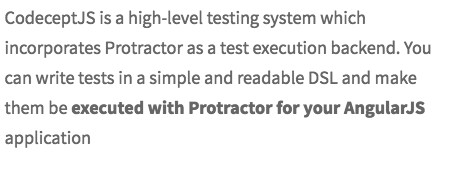 CodeceptJS is a high-level testing system which
incorporates Protractor as a test execution backend. You
can write tests in a simple and readable DSL and make
them be executed with Protractor for your AngularJS
application